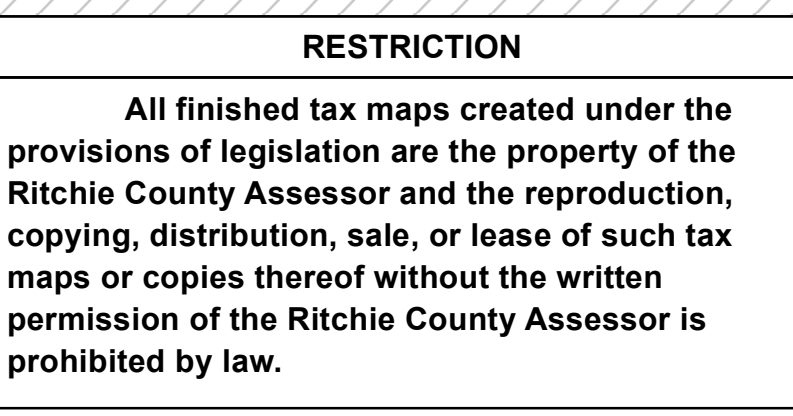 RESTRICTION
All finished tax maps created under the
provisions of legislation are the property of the
Ritchie County Assessor and the reproduction,
copying, distribution, sale, or lease of such tax
maps or copies thereof without the written
permission of the Ritchie County Assessor is
prohibited by law.